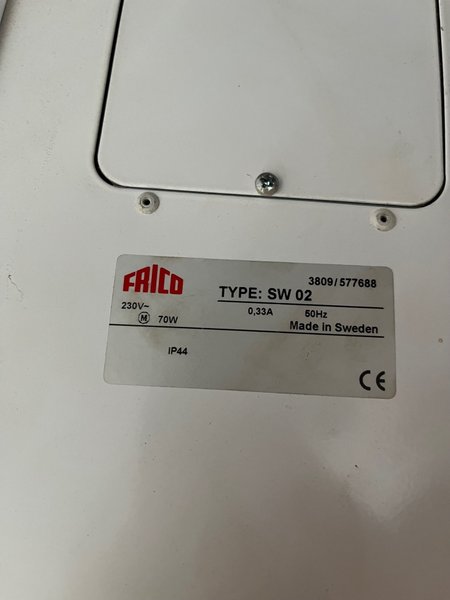 FRICO
3809/577688
TYPE: SW 02
230V~ 0,33A 50Hz
M 70W Made in Sweden
IP44
CE